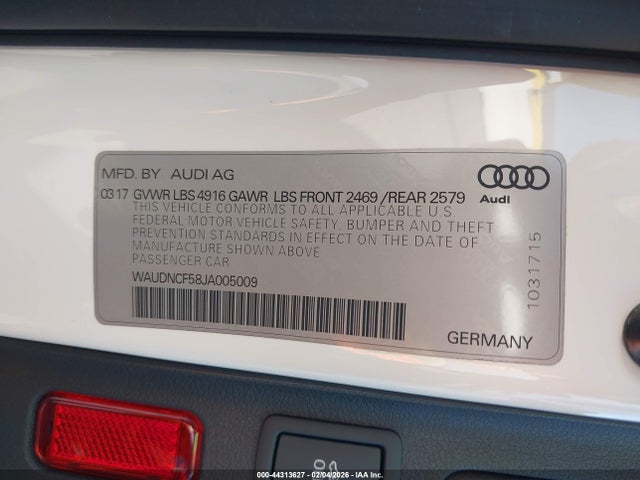 MFD. BY AUDI AG
03 17 GVWR LBS 4916 GAWR LBS FRONT 2469 /REAR 2579
THIS VEHICLE CONFORMS TO ALL APPLICABLE U.S.
FEDERAL MOTOR VEHICLE SAFETY, BUMPER AND THEFT
PREVENTION STANDARDS IN EFFECT ON THE DATE OF
MANUFACTURE SHOWN ABOVE
PASSENGER CAR
WAUDNCF58JA005009
Audi
1031715
GERMANY
000-44313627 - 02/04/2026 - IAA Inc.